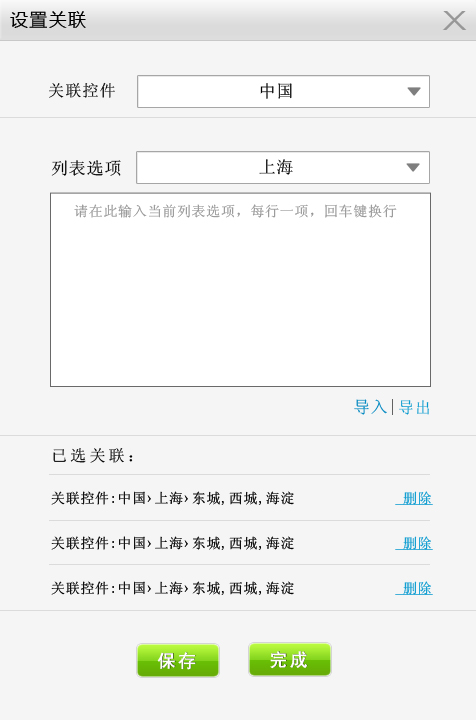 设置关联
关联控件 中国
列表选项 上海
请在此输入当前列表选项，每行一项，回车键换行
导入|导出
已选关联：
关联控件:中国›上海›东城,西城,海淀 删除
关联控件:中国›上海›东城,西城,海淀 删除
关联控件:中国›上海›东城,西城,海淀 删除
保存 完成